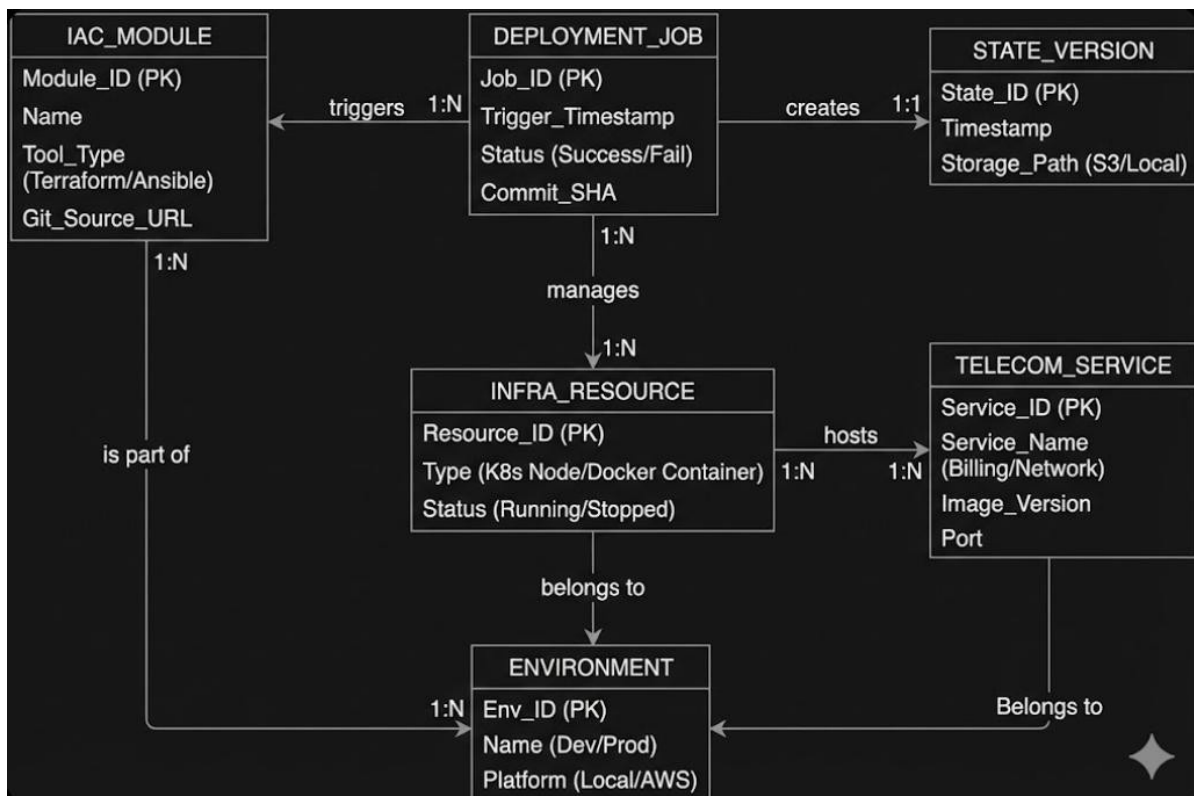 IAC_MODULE
Module_ID (PK)
Name
Tool_Type
(Terraform/Ansible)
Git_Source_URL
triggers
1:N
DEPLOYMENT_JOB
Job_ID (PK)
Trigger_Timestamp
Status (Success/Fail)
Commit_SHA
creates
1:1
STATE_VERSION
State_ID (PK)
Timestamp
Storage_Path (S3/Local)
1:N
1:N
manages
1:N
is part of
INFRA_RESOURCE
Resource_ID (PK)
Type (K8s Node/Docker Container)
Status (Running/Stopped)
hosts
1:N
1:N
TELECOM_SERVICE
Service_ID (PK)
Service_Name
(Billing/Network)
Image_Version
Port
belongs to
Belongs to
1:N
ENVIRONMENT
Env_ID (PK)
Name (Dev/Prod)
Platform (Local/AWS)